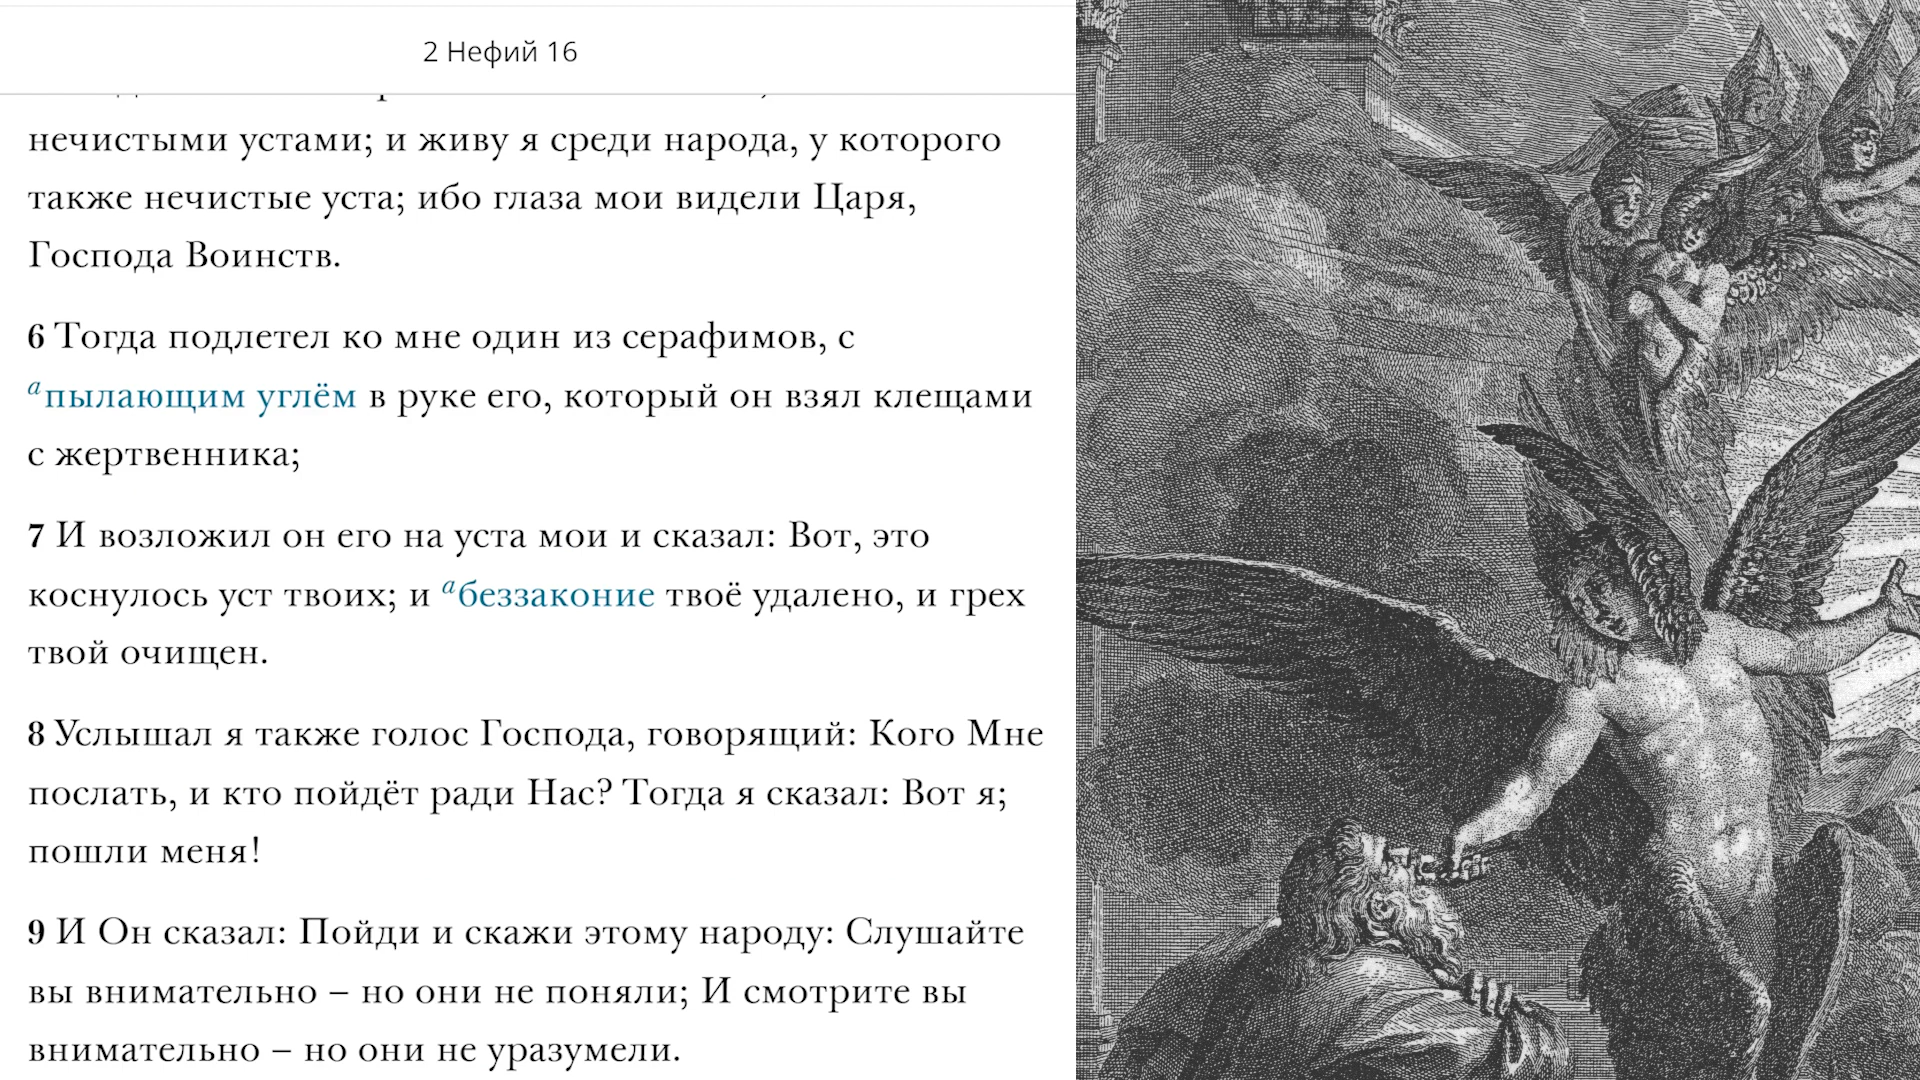 2 Нефий 16
нечистыми устами; и живу я среди народа, у которого
также нечистые уста; ибо глаза мои видели Царя,
Господа Воинств.
6 Тогда подлетел ко мне один из серафимов, с
a пылающим углём в руке его, который он взял клещами
с жертвенника;
7 И возложил он его на уста мои и сказал: Вот, это
коснулось уст твоих; и a беззаконие твоё удалено, и грех
твой очищен.
8 Услышал я также голос Господа, говорящий: Кого Мне
послать, и кто пойдёт ради Нас? Тогда я сказал: Вот я;
пошли меня!
9 И Он сказал: Пойди и скажи этому народу: Слушайте
вы внимательно – но они не поняли; И смотрите вы
внимательно – но они не уразумели.